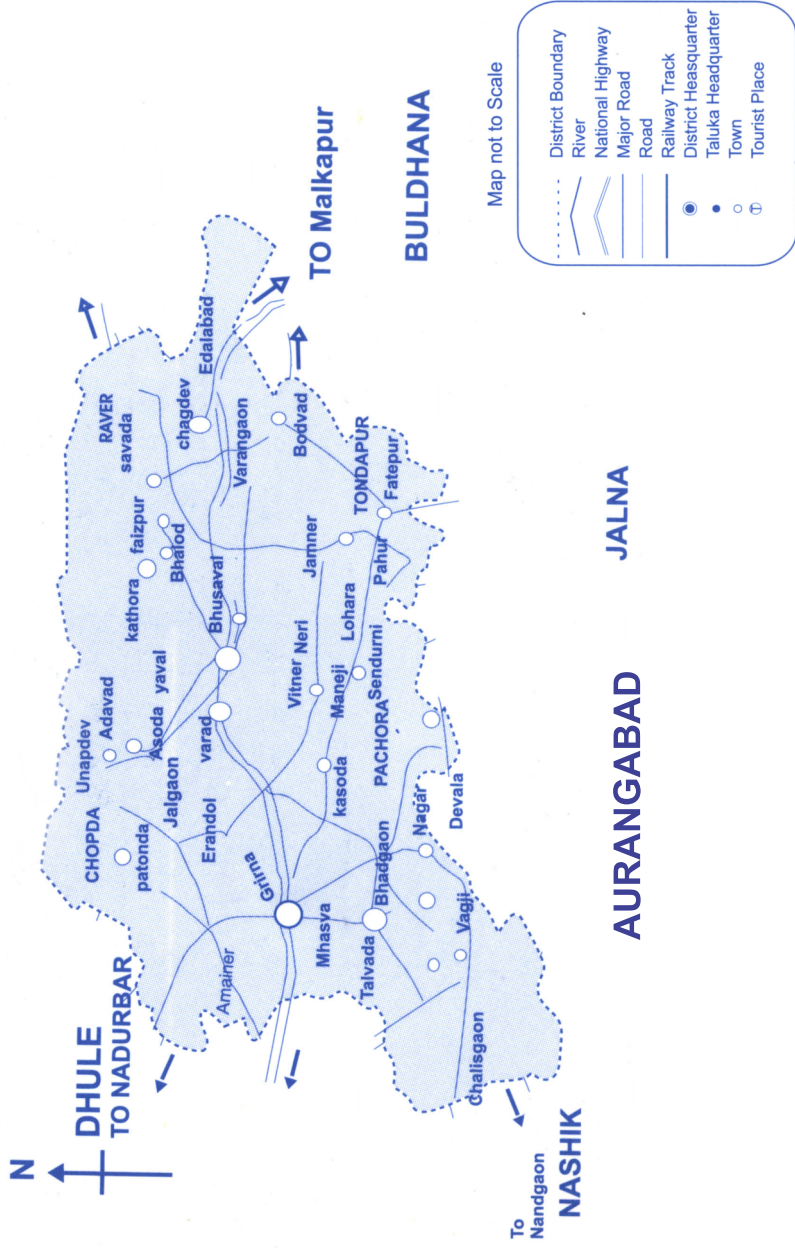 N
DHULE
TO NADURBAR
CHOPDA
patonda
Unapdev
Adavad
Asoda
yaval
Jalgaon
Erandol
Amainer
Grirna
Mhasva
Talvada
Bhadgaon
varad
kathora
faizpur
Bhalod
Bhusaval
RAVER
savada
chagdev
Edalabad
Varangaon
Bodvad
TO Malkapur
BULDHANA
Jamner
TONDAPUR
Fatepur
Pahur
Neri
Vitner
Lohara
Maneji
Sendurni
kasoda
PACHORA
Nagar
Devala
Vagji
Chalisgaon
To
Nandgaon
NASHIK
AURANGABAD
JALNA
Map not to Scale
District Boundary
River
National Highway
Major Road
Road
Railway Track
District Heasquarter
Taluka Headquarter
Town
Tourist Place